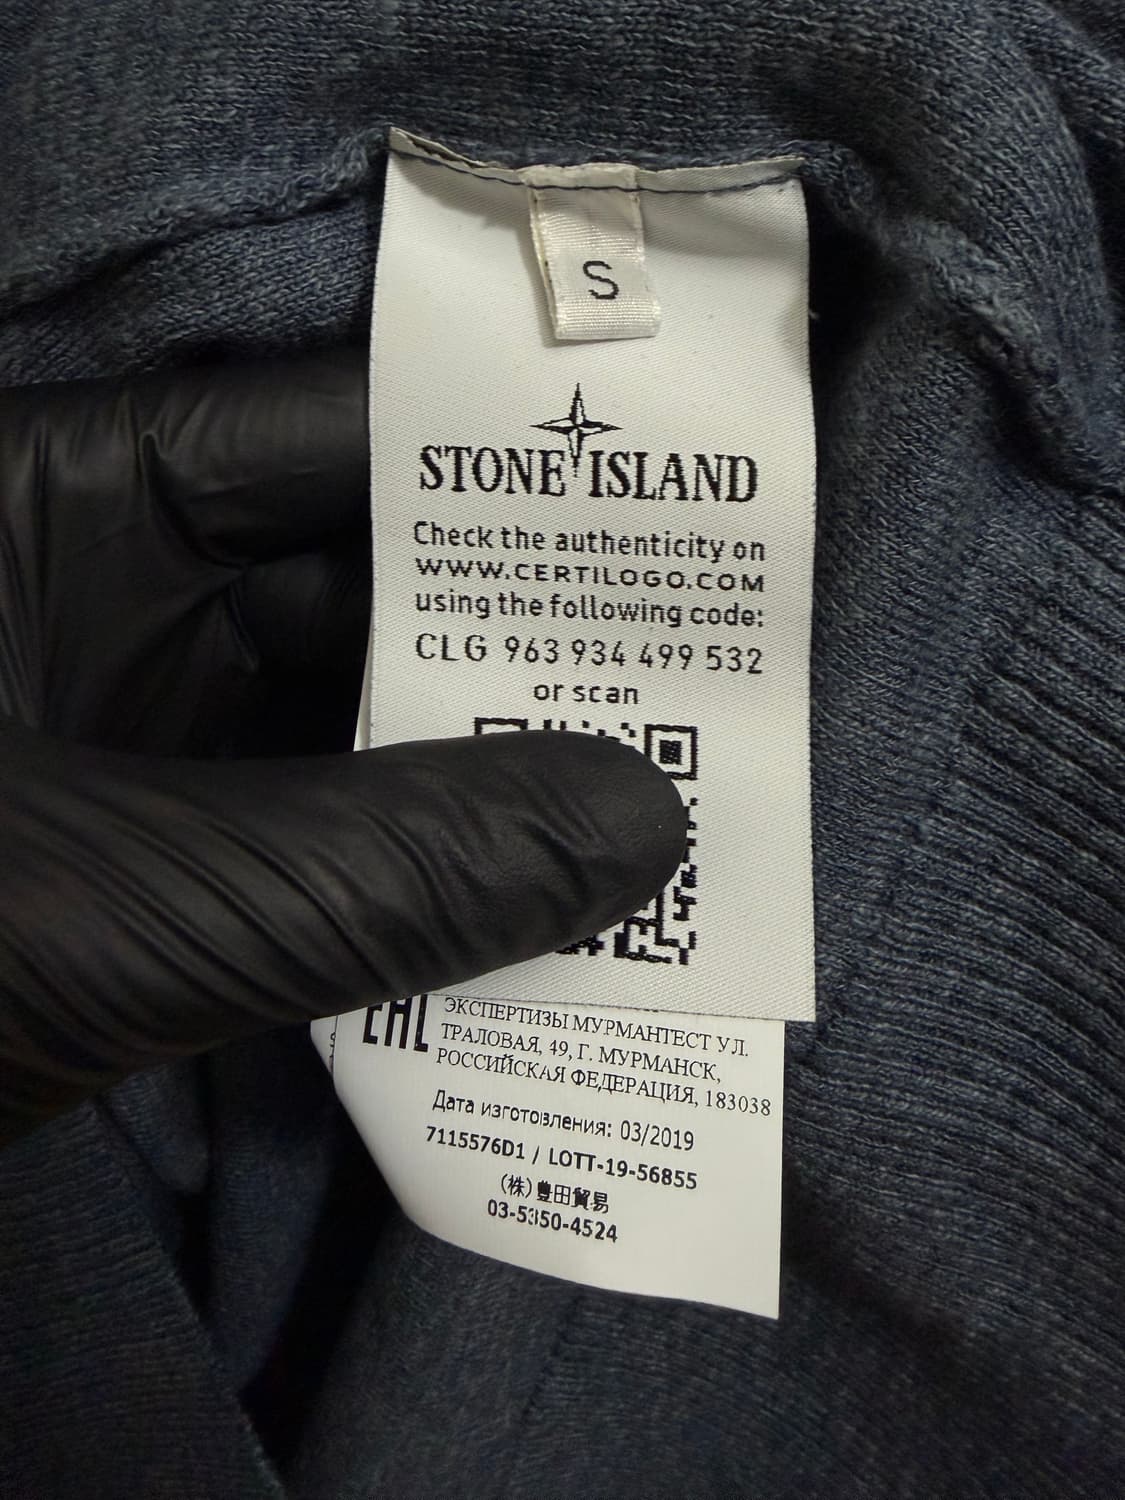 S
STONE ISLAND
Check the authenticity on
WWW.CERTILOGO.COM
using the following code:
CLG 963 934 499 532
or scan
EAC
ЭКСПЕРТИЗЫ МУРМАНТЕСТ УЛ.
ТРАЛОВАЯ, 49, Г. МУРМАНСК,
РОССИЙСКАЯ ФЕДЕРАЦИЯ, 183038
Дата изготовления: 03/2019
7115576D1 / LOTT-19-56855
(株)豊田貿易
03-5350-4524